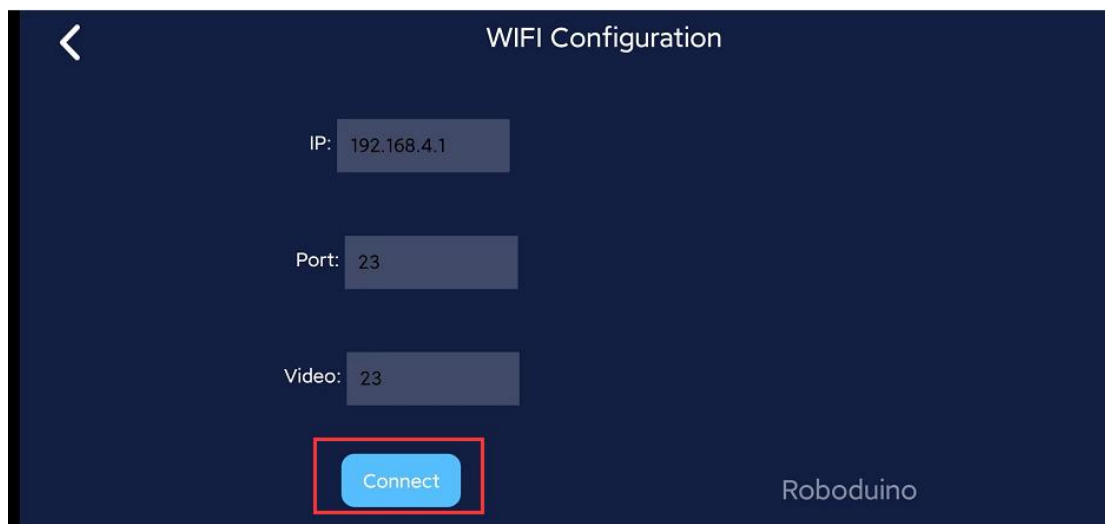 WIFI Configuration
IP: 192.168.4.1
Port: 23
Video: 23
Connect
Roboduino